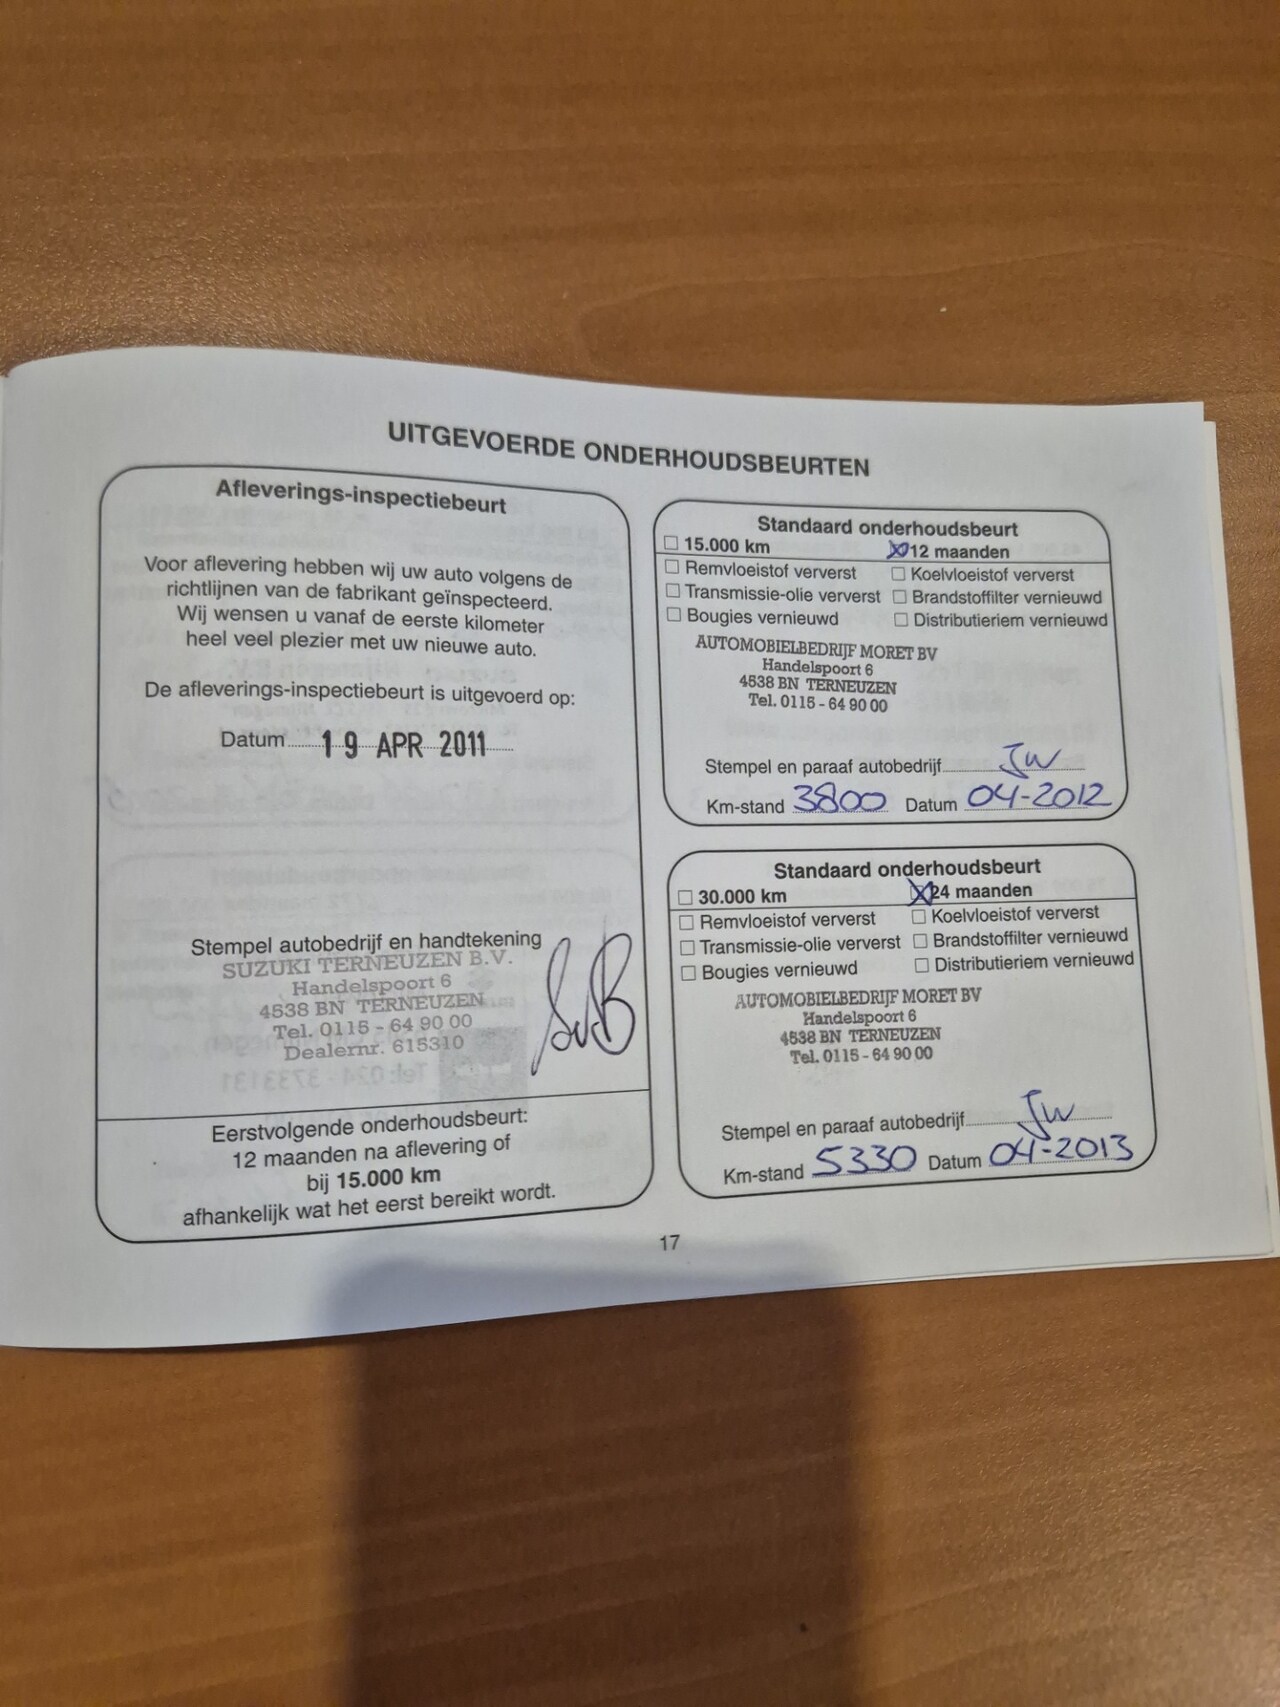 UITGEVOERDE ONDERHOUDSBEURTEN
Afleverings-inspectiebeurt
Voor aflevering hebben wij uw auto volgens de
richtlijnen van de fabrikant geïnspecteerd.
Wij wensen u vanaf de eerste kilometer
heel veel plezier met uw nieuwe auto.
De afleverings-inspectiebeurt is uitgevoerd op:
Datum 19 APR 2011
Stempel autobedrijf en handtekening
SUZUKI TERNEUZEN B.V.
Handelspoort 6
4538 BN TERNEUZEN
Tel. 0115 - 64 90 00
Dealernr. 615310
SvB
Eerstvolgende onderhoudsbeurt:
12 maanden na aflevering of
bij 15.000 km
afhankelijk wat het eerst bereikt wordt.
Standaard onderhoudsbeurt
☐ 15.000 km ☒ 12 maanden
☐ Remvloeistof ververst ☐ Koelvloeistof ververst
☐ Transmissie-olie ververst ☐ Brandstoffilter vernieuwd
☐ Bougies vernieuwd ☐ Distributieriem vernieuwd
AUTOMOBIELBEDRIJF MORET BV
Handelspoort 6
4538 BN TERNEUZEN
Tel. 0115 - 64 90 00
Stempel en paraaf autobedrijf JW
Km-stand 3800 Datum 04-2012
Standaard onderhoudsbeurt
☐ 30.000 km ☒ 24 maanden
☐ Remvloeistof ververst ☐ Koelvloeistof ververst
☐ Transmissie-olie ververst ☐ Brandstoffilter vernieuwd
☐ Bougies vernieuwd ☐ Distributieriem vernieuwd
AUTOMOBIELBEDRIJF MORET BV
Handelspoort 6
4538 BN TERNEUZEN
Tel. 0115 - 64 90 00
Stempel en paraaf autobedrijf JW
Km-stand 5330 Datum 04-2013
17